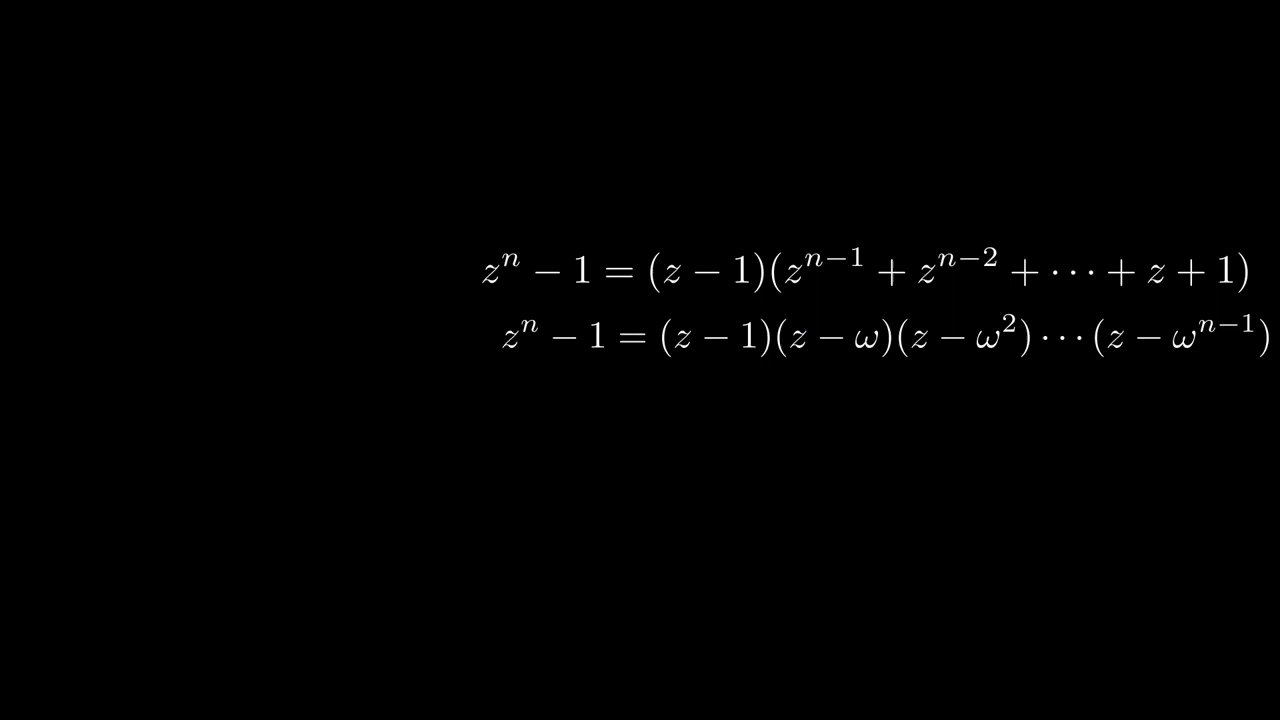 zⁿ − 1 = (z − 1)(zⁿ⁻¹ + zⁿ⁻² + ⋯ + z + 1)
zⁿ − 1 = (z − 1)(z − ω)(z − ω²)⋯(z − ωⁿ⁻¹)